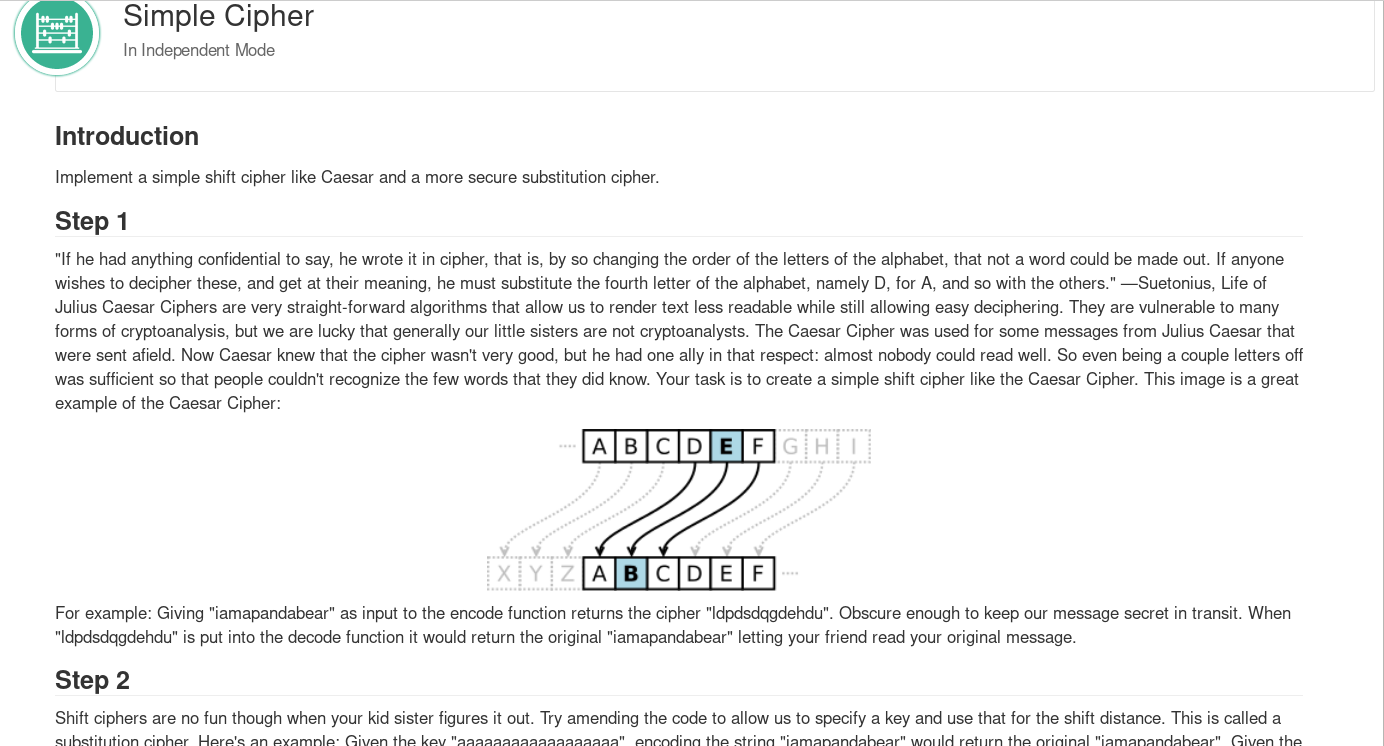 Simple Cipher
In Independent Mode
Introduction
Implement a simple shift cipher like Caesar and a more secure substitution cipher.
Step 1
"If he had anything confidential to say, he wrote it in cipher, that is, by so changing the order of the letters of the alphabet, that not a word could be made out. If anyone
wishes to decipher these, and get at their meaning, he must substitute the fourth letter of the alphabet, namely D, for A, and so with the others." —Suetonius, Life of
Julius Caesar Ciphers are very straight-forward algorithms that allow us to render text less readable while still allowing easy deciphering. They are vulnerable to many
forms of cryptoanalysis, but we are lucky that generally our little sisters are not cryptoanalysts. The Caesar Cipher was used for some messages from Julius Caesar that
were sent afield. Now Caesar knew that the cipher wasn't very good, but he had one ally in that respect: almost nobody could read well. So even being a couple letters off
was sufficient so that people couldn't recognize the few words that they did know. Your task is to create a simple shift cipher like the Caesar Cipher. This image is a great
example of the Caesar Cipher:
A B C D E F G H I
X Y Z A B C D E F
For example: Giving "iamapandabear" as input to the encode function returns the cipher "ldpdsdqgdehdu". Obscure enough to keep our message secret in transit. When
"ldpdsdqgdehdu" is put into the decode function it would return the original "iamapandabear" letting your friend read your original message.
Step 2
Shift ciphers are no fun though when your kid sister figures it out. Try amending the code to allow us to specify a key and use that for the shift distance. This is called a
substitution cipher. Here's an example: Given the key "aaaaaaaaaaaaaaaaaa", encoding the string "iamapandabear" would return the original "iamapandabear". Given the